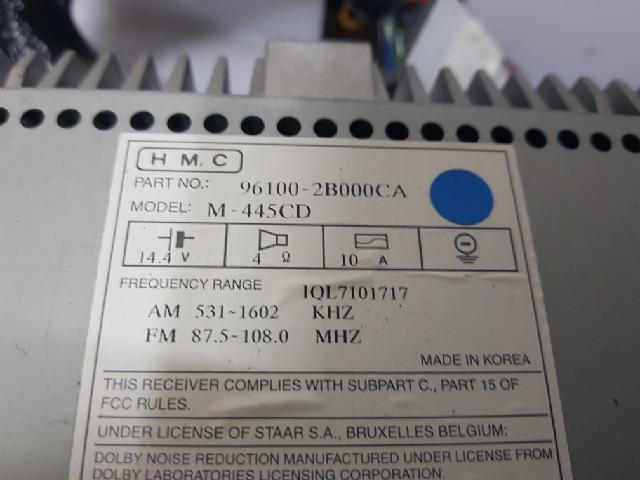 H M. C
PART NO.: 96100-2B000CA
MODEL: M-445CD
14.4 V 4 Ω 10 A
FREQUENCY RANGE IQL7101717
AM 531~1602 KHZ
FM 87.5~108.0 MHZ
MADE IN KOREA
THIS RECEIVER COMPLIES WITH SUBPART C., PART 15 OF
FCC RULES.
UNDER LICENSE OF STAAR S.A., BRUXELLES BELGIUM:
DOLBY NOISE REDUCTION MANUFACTURED UNDER LICENSE FROM
DOLBY LABORATORIES LICENSING CORPORATION.